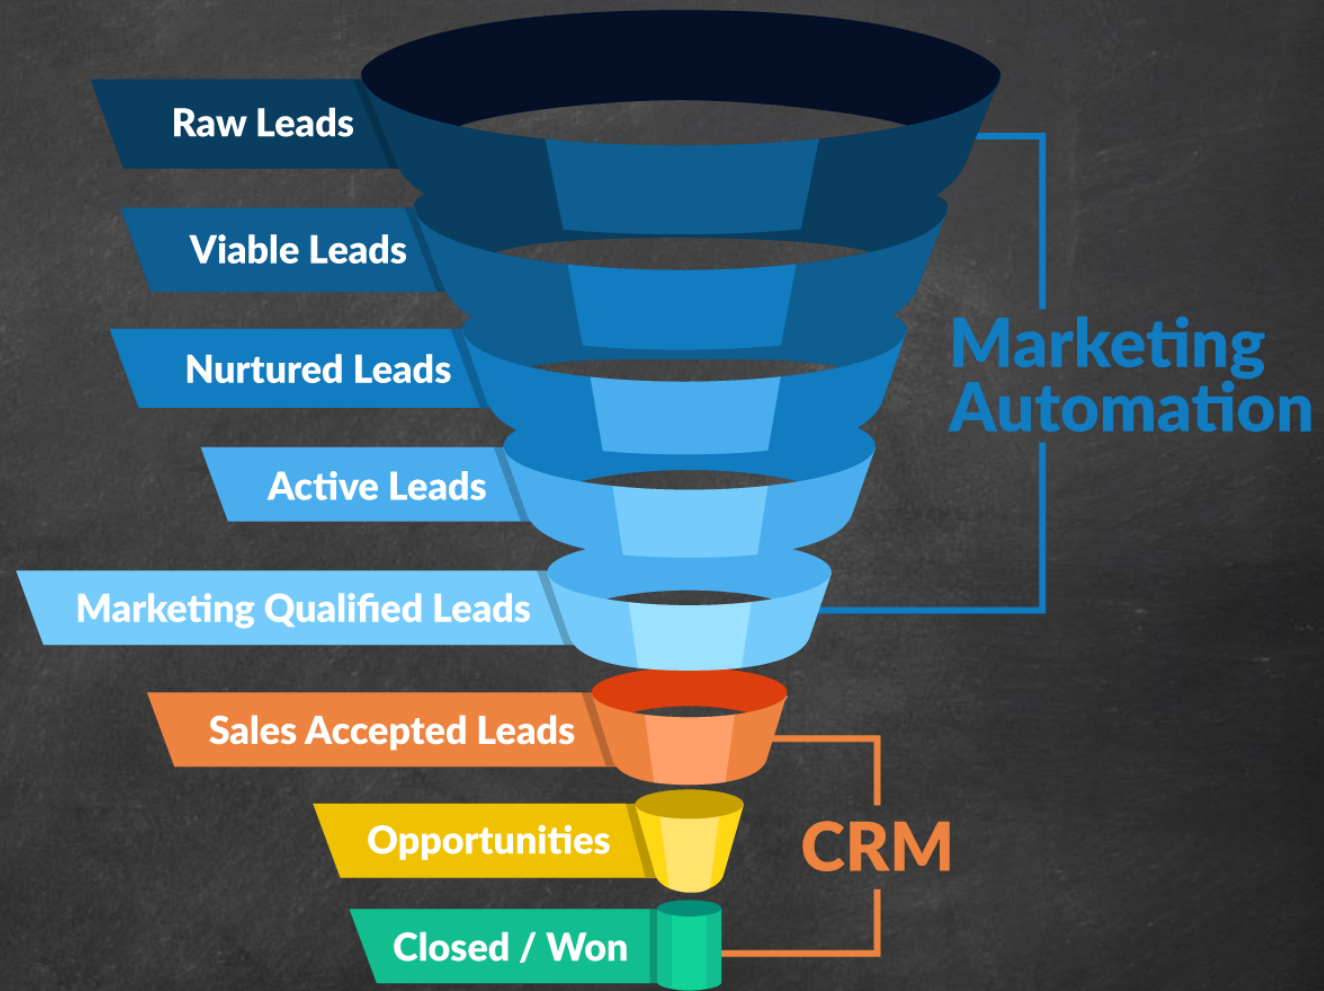 Raw Leads
Viable Leads
Nurtured Leads
Marketing
Automation
Active Leads
Marketing Qualified Leads
Sales Accepted Leads
Opportunities
CRM
Closed / Won